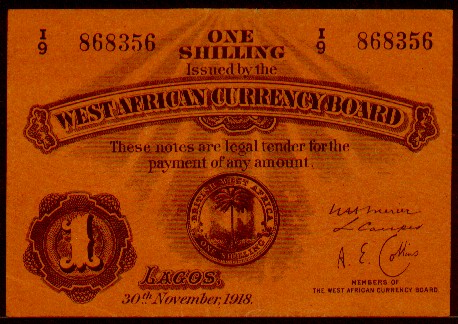 I/9 868356 ONE SHILLING I/9 868356
Issued by the
WEST AFRICAN CURRENCY BOARD
These notes are legal tender for the
payment of any amount.
BRITISH WEST AFRICA
ONE SHILLING
1
A. E.
LAGOS,
30th November, 1918.
MEMBERS OF
THE WEST AFRICAN CURRENCY BOARD